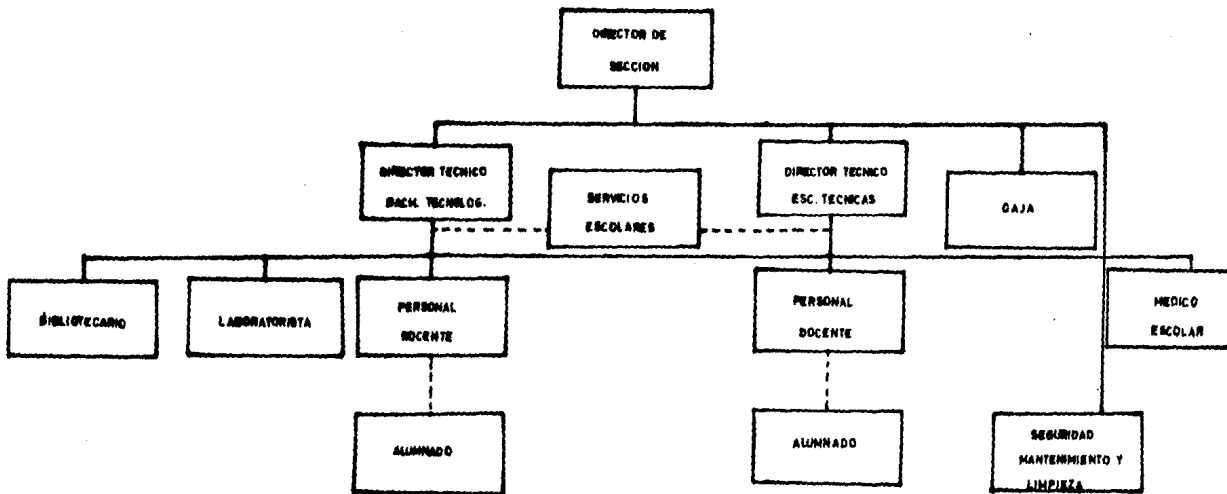 DIRECTOR DE
SECCION
DIRECTOR TECNICO
BACH. TECNOLOG.
SERVICIOS
ESCOLARES
DIRECTOR TECNICO
ESC. TECNICAS
CAJA
BIBLIOTECARIO
LABORATORISTA
PERSONAL
DOCENTE
PERSONAL
DOCENTE
MEDICO
ESCOLAR
ALUMNADO
ALUMNADO
SEGURIDAD
MANTENIMIENTO Y
LIMPIEZA